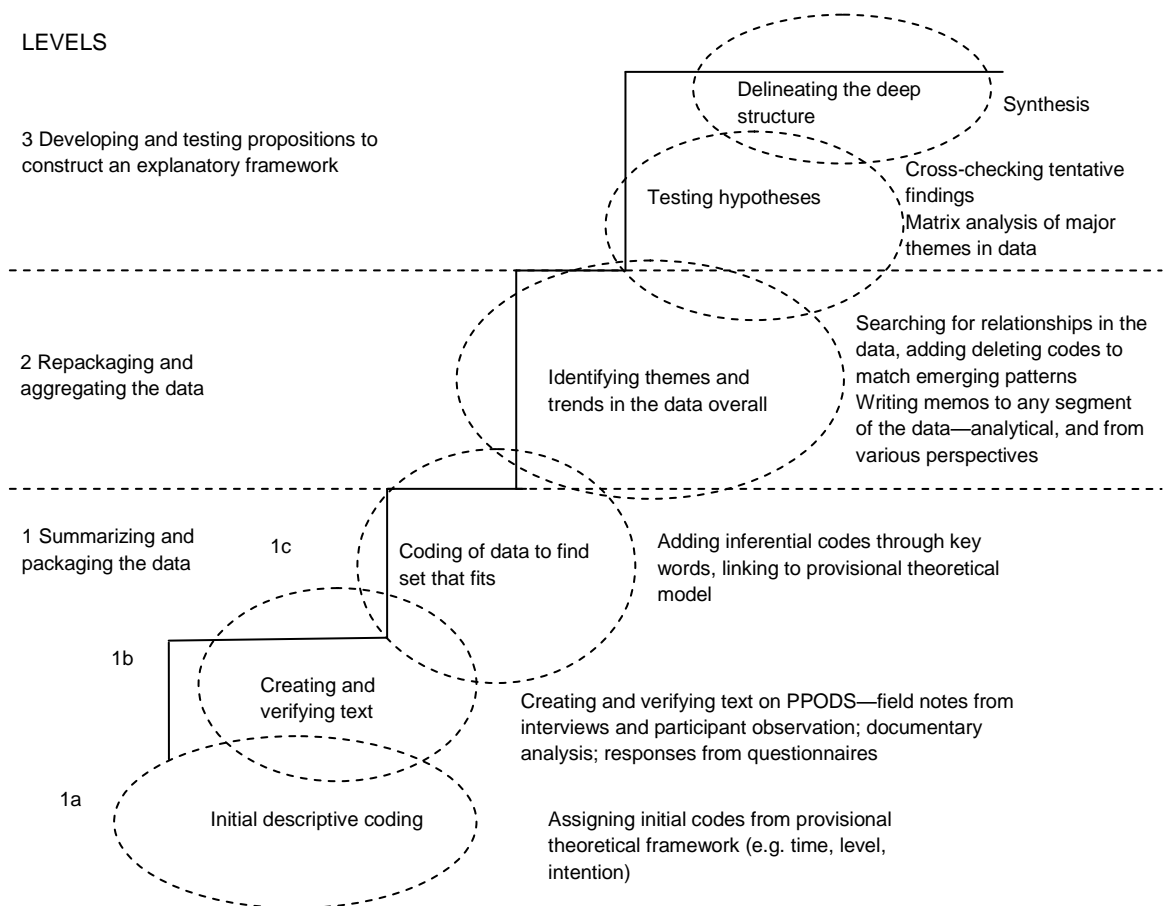 LEVELS
Delineating the deep
structure
Synthesis
3 Developing and testing propositions to
construct an explanatory framework
Testing hypotheses
Cross-checking tentative
findings
Matrix analysis of major
themes in data
2 Repackaging and
aggregating the data
Identifying themes and
trends in the data overall
Searching for relationships in the
data, adding deleting codes to
match emerging patterns
Writing memos to any segment
of the data—analytical, and from
various perspectives
1 Summarizing and
packaging the data
1c
Coding of data to find
set that fits
Adding inferential codes through key
words, linking to provisional theoretical
model
1b
Creating and
verifying text
Creating and verifying text on PPODS—field notes from
interviews and participant observation; documentary
analysis; responses from questionnaires
1a
Initial descriptive coding
Assigning initial codes from provisional
theoretical framework (e.g. time, level,
intention)